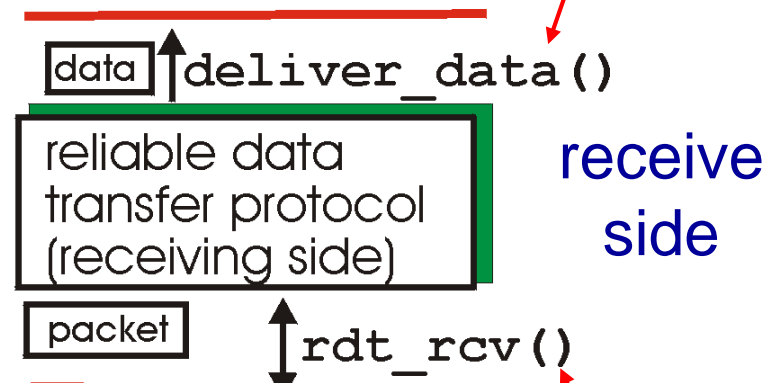 data deliver_data()
reliable data
transfer protocol
(receiving side)
receive
side
packet rdt_rcv()